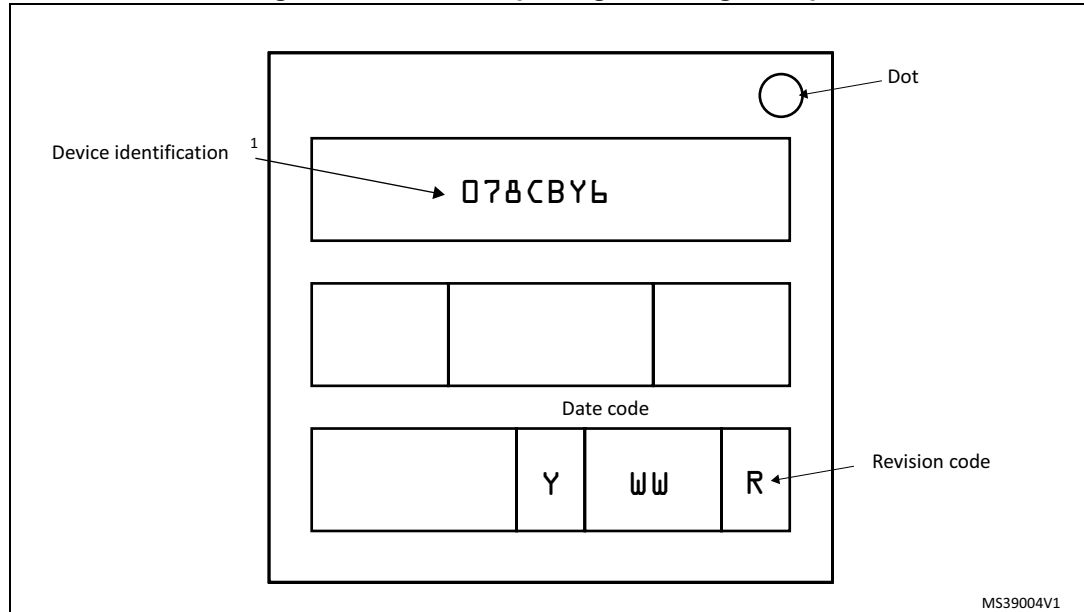 Dot
Device identification 1
078CBY6
Date code
Y WW R
Revision code
MS39004V1